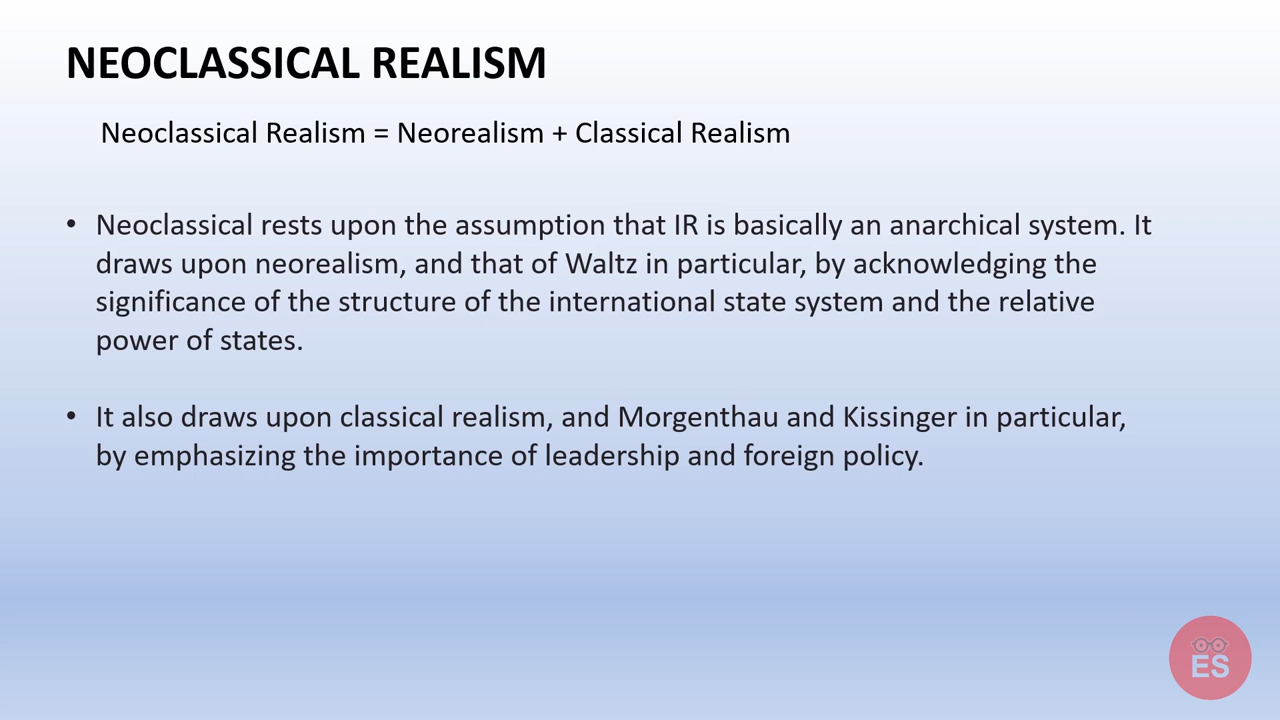 NEOCLASSICAL REALISM
Neoclassical Realism = Neorealism + Classical Realism
• Neoclassical rests upon the assumption that IR is basically an anarchical system. It
draws upon neorealism, and that of Waltz in particular, by acknowledging the
significance of the structure of the international state system and the relative
power of states.
• It also draws upon classical realism, and Morgenthau and Kissinger in particular,
by emphasizing the importance of leadership and foreign policy.
ES